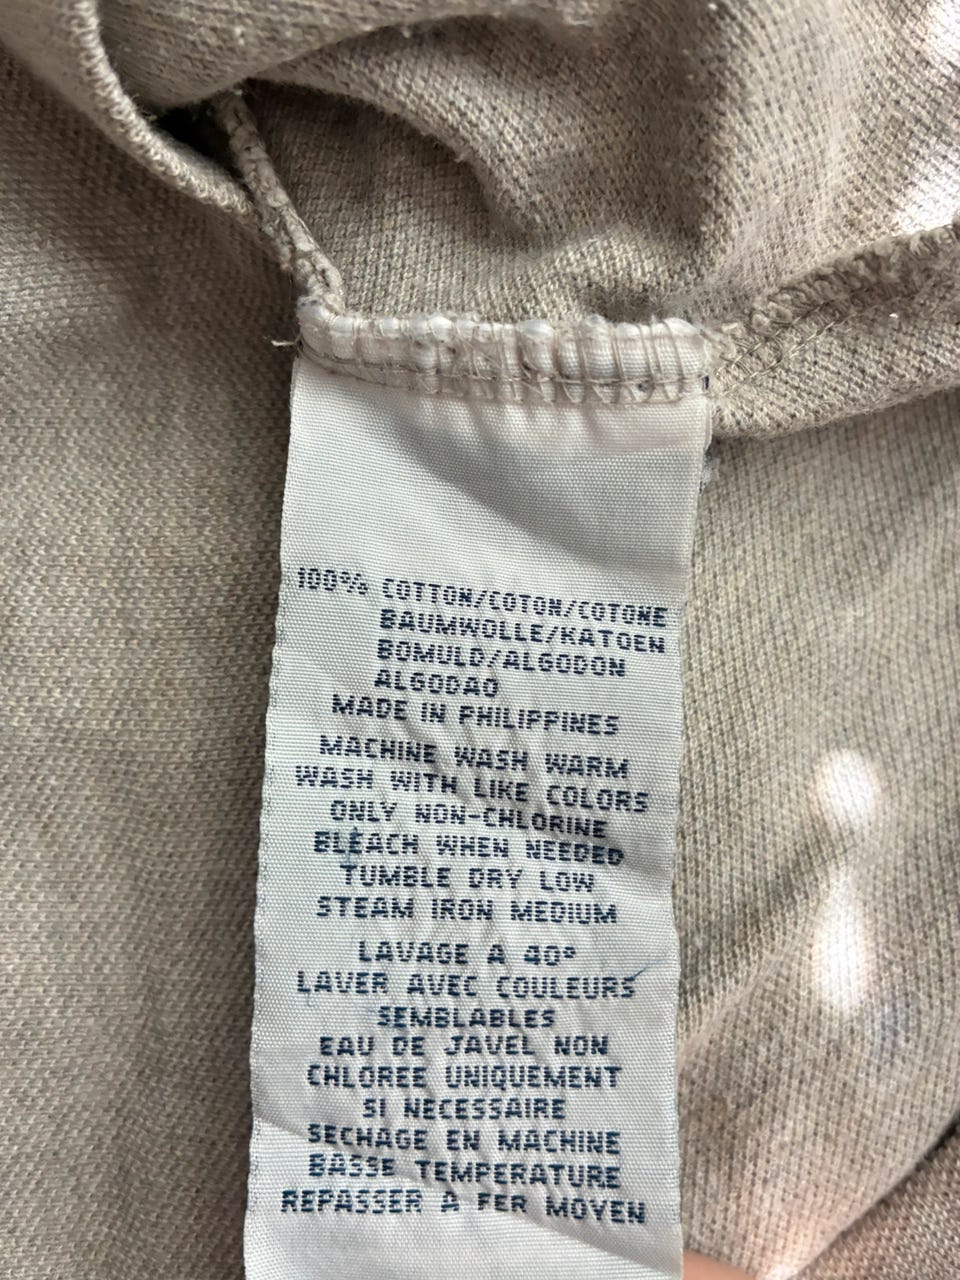 100% COTTON/COTON/COTONE
BAUMWOLLE/KATOEN
BOMULD/ALGODON
ALGODAO
MADE IN PHILIPPINES
MACHINE WASH WARM
WASH WITH LIKE COLORS
ONLY NON-CHLORINE
BLEACH WHEN NEEDED
TUMBLE DRY LOW
STEAM IRON MEDIUM
LAVAGE A 40°
LAVER AVEC COULEURS
SEMBLABLES
EAU DE JAVEL NON
CHLOREE UNIQUEMENT
SI NECESSAIRE
SECHAGE EN MACHINE
BASSE TEMPERATURE
REPASSER A FER MOYEN